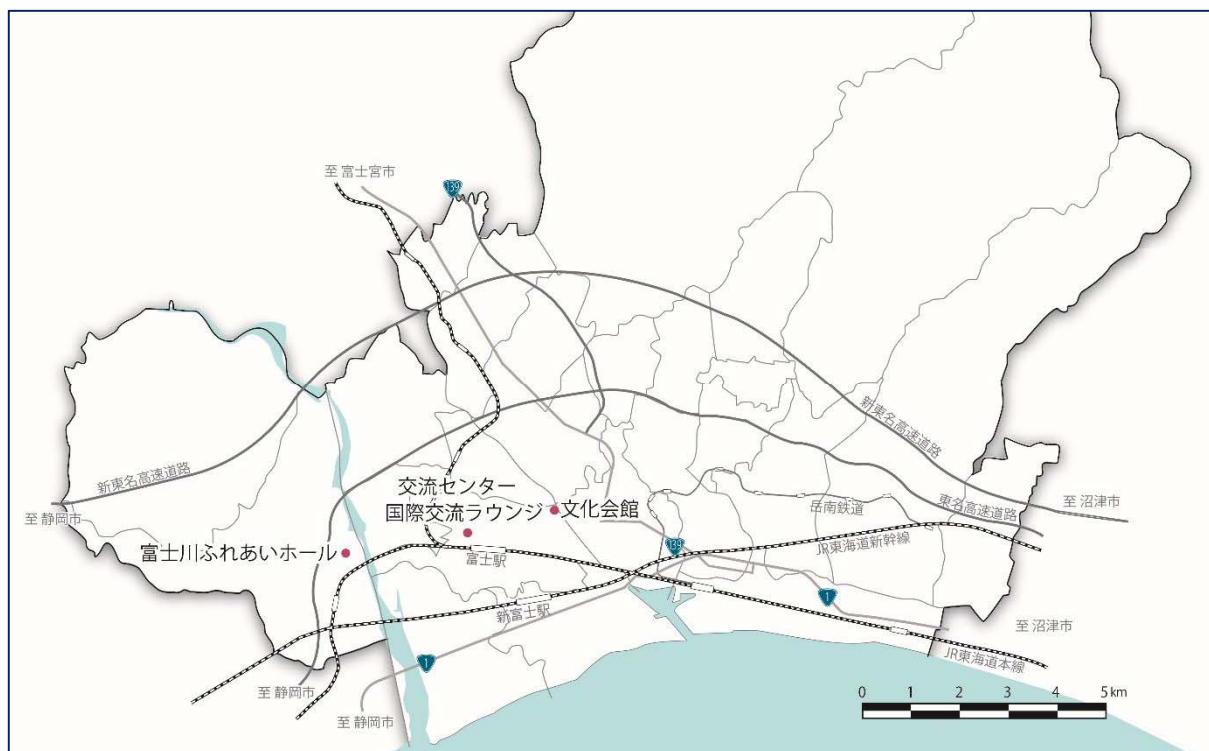 至 富士宮市
139
新東名高速道路
新東名高速道路
至 静岡市
交流センター
国際交流ラウンジ
文化会館
富士川ふれあいホール
富士駅
岳南鉄道
東名高速道路
至 沼津市
139
JR東海道新幹線
新富士駅
1
至 沼津市
JR東海道本線
1
至 静岡市
至 静岡市
0 1 2 3 4 5km